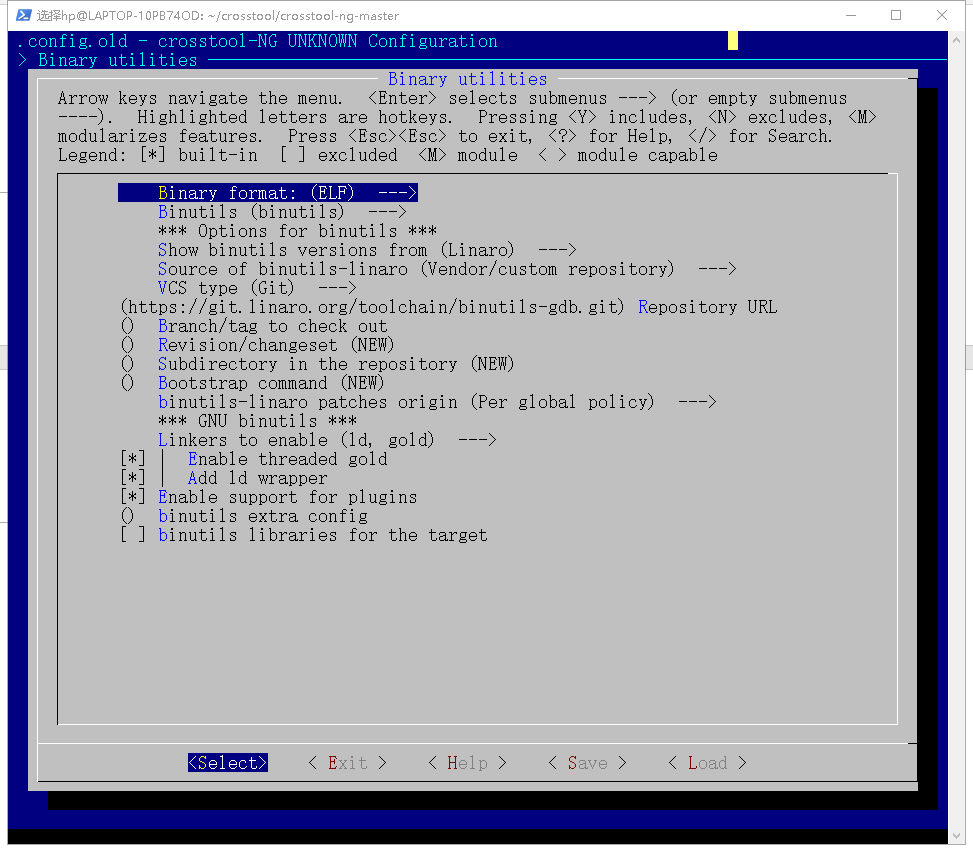 选择hp@LAPTOP-10PB74OD: ~/crosstool/crosstool-ng-master
.config.old - crosstool-NG UNKNOWN Configuration
> Binary utilities
Binary utilities
Arrow keys navigate the menu.  <Enter> selects submenus ---> (or empty submenus
----).  Highlighted letters are hotkeys.  Pressing <Y> includes, <N> excludes, <M>
modularizes features.  Press <Esc><Esc> to exit, <?> for Help, </> for Search.
Legend: [*] built-in  [ ] excluded  <M> module  < > module capable
Binary format: (ELF)  --->
Binutils (binutils)  --->
*** Options for binutils ***
Show binutils versions from (Linaro)  --->
Source of binutils-linaro (Vendor/custom repository)  --->
VCS type (Git)  --->
(https://git.linaro.org/toolchain/binutils-gdb.git) Repository URL
()  Branch/tag to check out
()  Revision/changeset (NEW)
()  Subdirectory in the repository (NEW)
()  Bootstrap command (NEW)
binutils-linaro patches origin (Per global policy)  --->
*** GNU binutils ***
Linkers to enable (ld, gold)  --->
[*] |  Enable threaded gold
[*] |  Add ld wrapper
[*] Enable support for plugins
()  binutils extra config
[ ] binutils libraries for the target
<Select>    < Exit >    < Help >    < Save >    < Load >